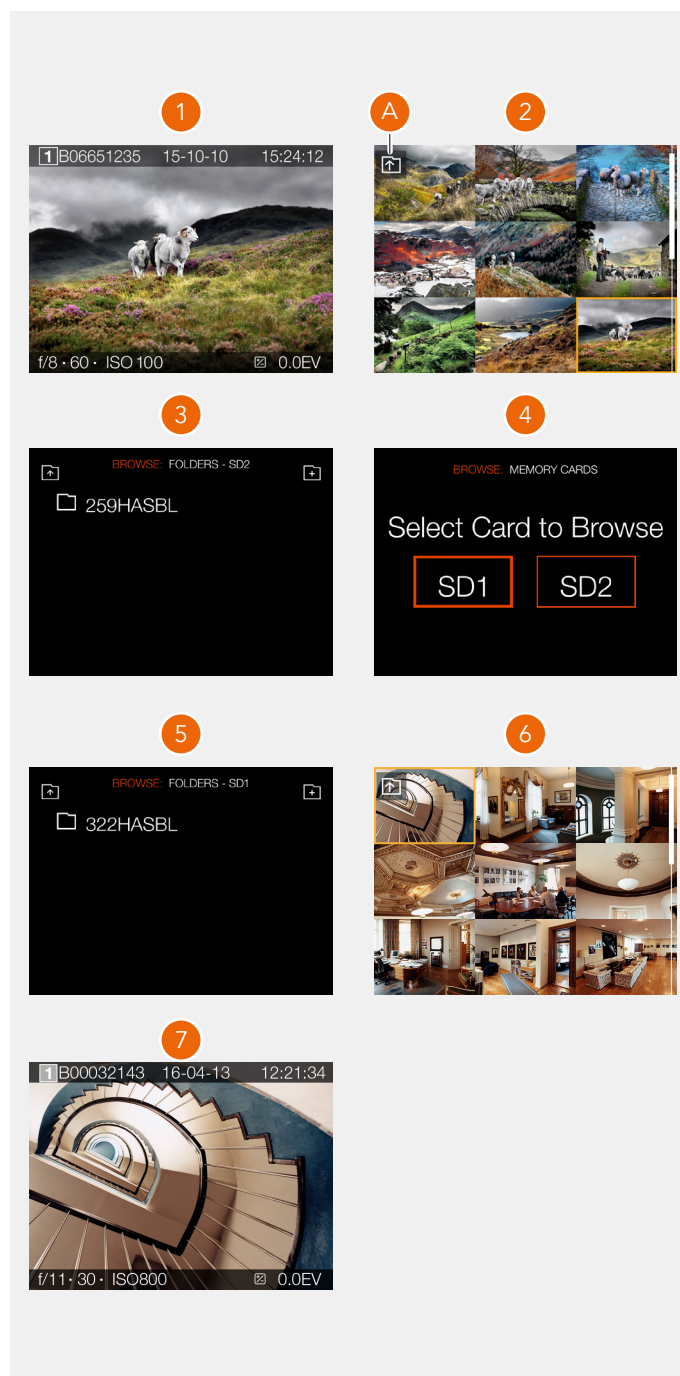 1
A
2
1 B06651235 15-10-10 15:24:12
f/8 · 60 · ISO 100 0.0EV
3
4
BROWSE: FOLDERS - SD2
259HASBL
BROWSE: MEMORY CARDS
Select Card to Browse
SD1 SD2
5
6
BROWSE: FOLDERS - SD1
322HASBL
7
1 B00032143 16-04-13 12:21:34
f/11 · 30 · ISO800 0.0EV